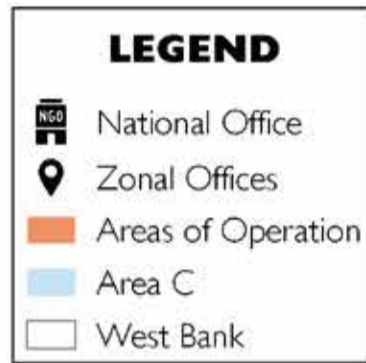 LEGEND
NGO
National Office
Zonal Offices
Areas of Operation
Area C
West Bank